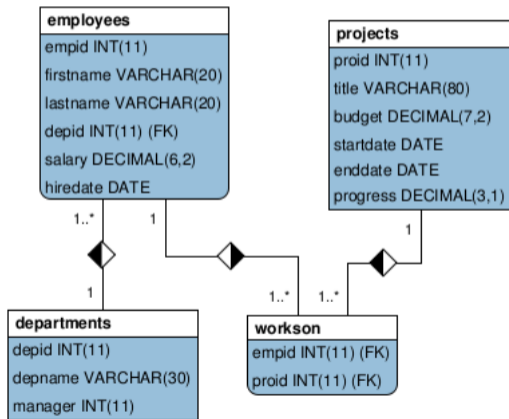 employees
empid INT(11)
firstname VARCHAR(20)
lastname VARCHAR(20)
depid INT(11) (FK)
salary DECIMAL(6,2)
hiredate DATE
projects
proid INT(11)
title VARCHAR(80)
budget DECIMAL(7,2)
startdate DATE
enddate DATE
progress DECIMAL(3,1)
1..*
1
1
1
1..*
1..*
departments
depid INT(11)
depname VARCHAR(30)
manager INT(11)
workson
empid INT(11) (FK)
proid INT(11) (FK)